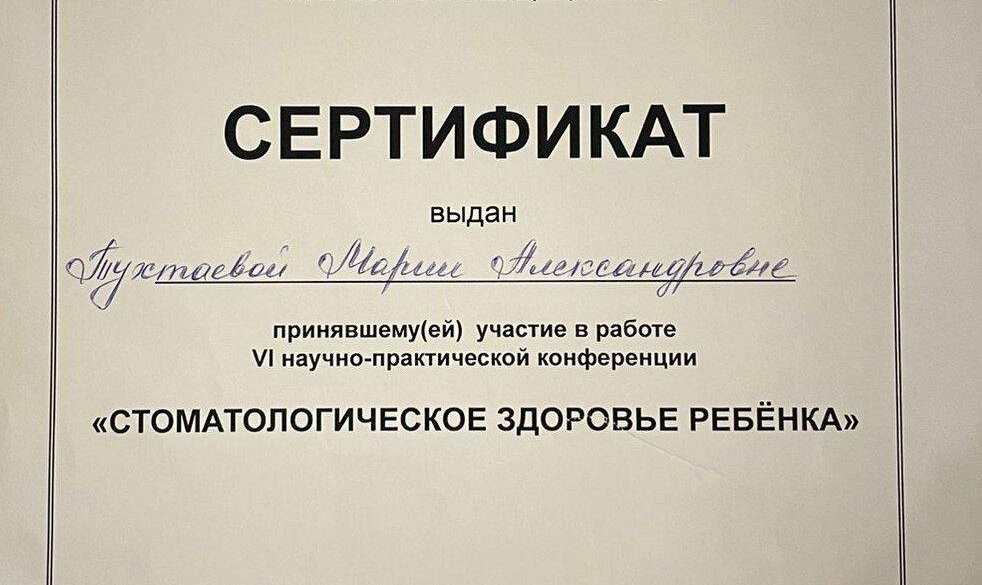 СЕРТИФИКАТ
выдан
Тухтаевой Марии Александровне
принявшему(ей) участие в работе
VI научно-практической конференции
«СТОМАТОЛОГИЧЕСКОЕ ЗДОРОВЬЕ РЕБЁНКА»